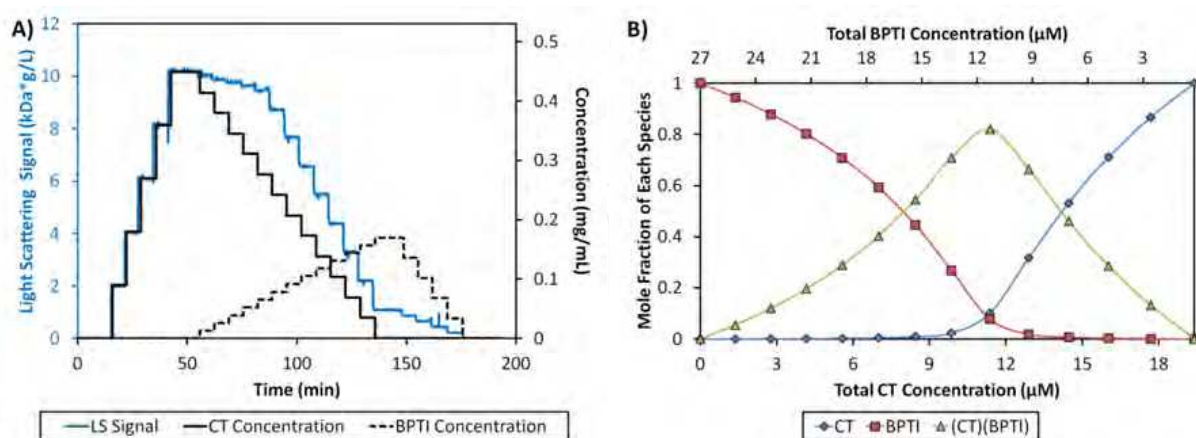 A)
Light Scattering Signal (kDa*g/L)
12
10
8
6
4
2
0
0.5
0.4
0.3
0.2
0.1
0
Concentration (mg/mL)
0 50 100 150 200
Time (min)
LS Signal CT Concentration BPTI Concentration
B)
Total BPTI Concentration (µM)
27 24 21 18 15 12 9 6 3
Mole Fraction of Each Species
1
0.8
0.6
0.4
0.2
0
0 3 6 9 12 15 18
Total CT Concentration (µM)
CT BPTI (CT)(BPTI)